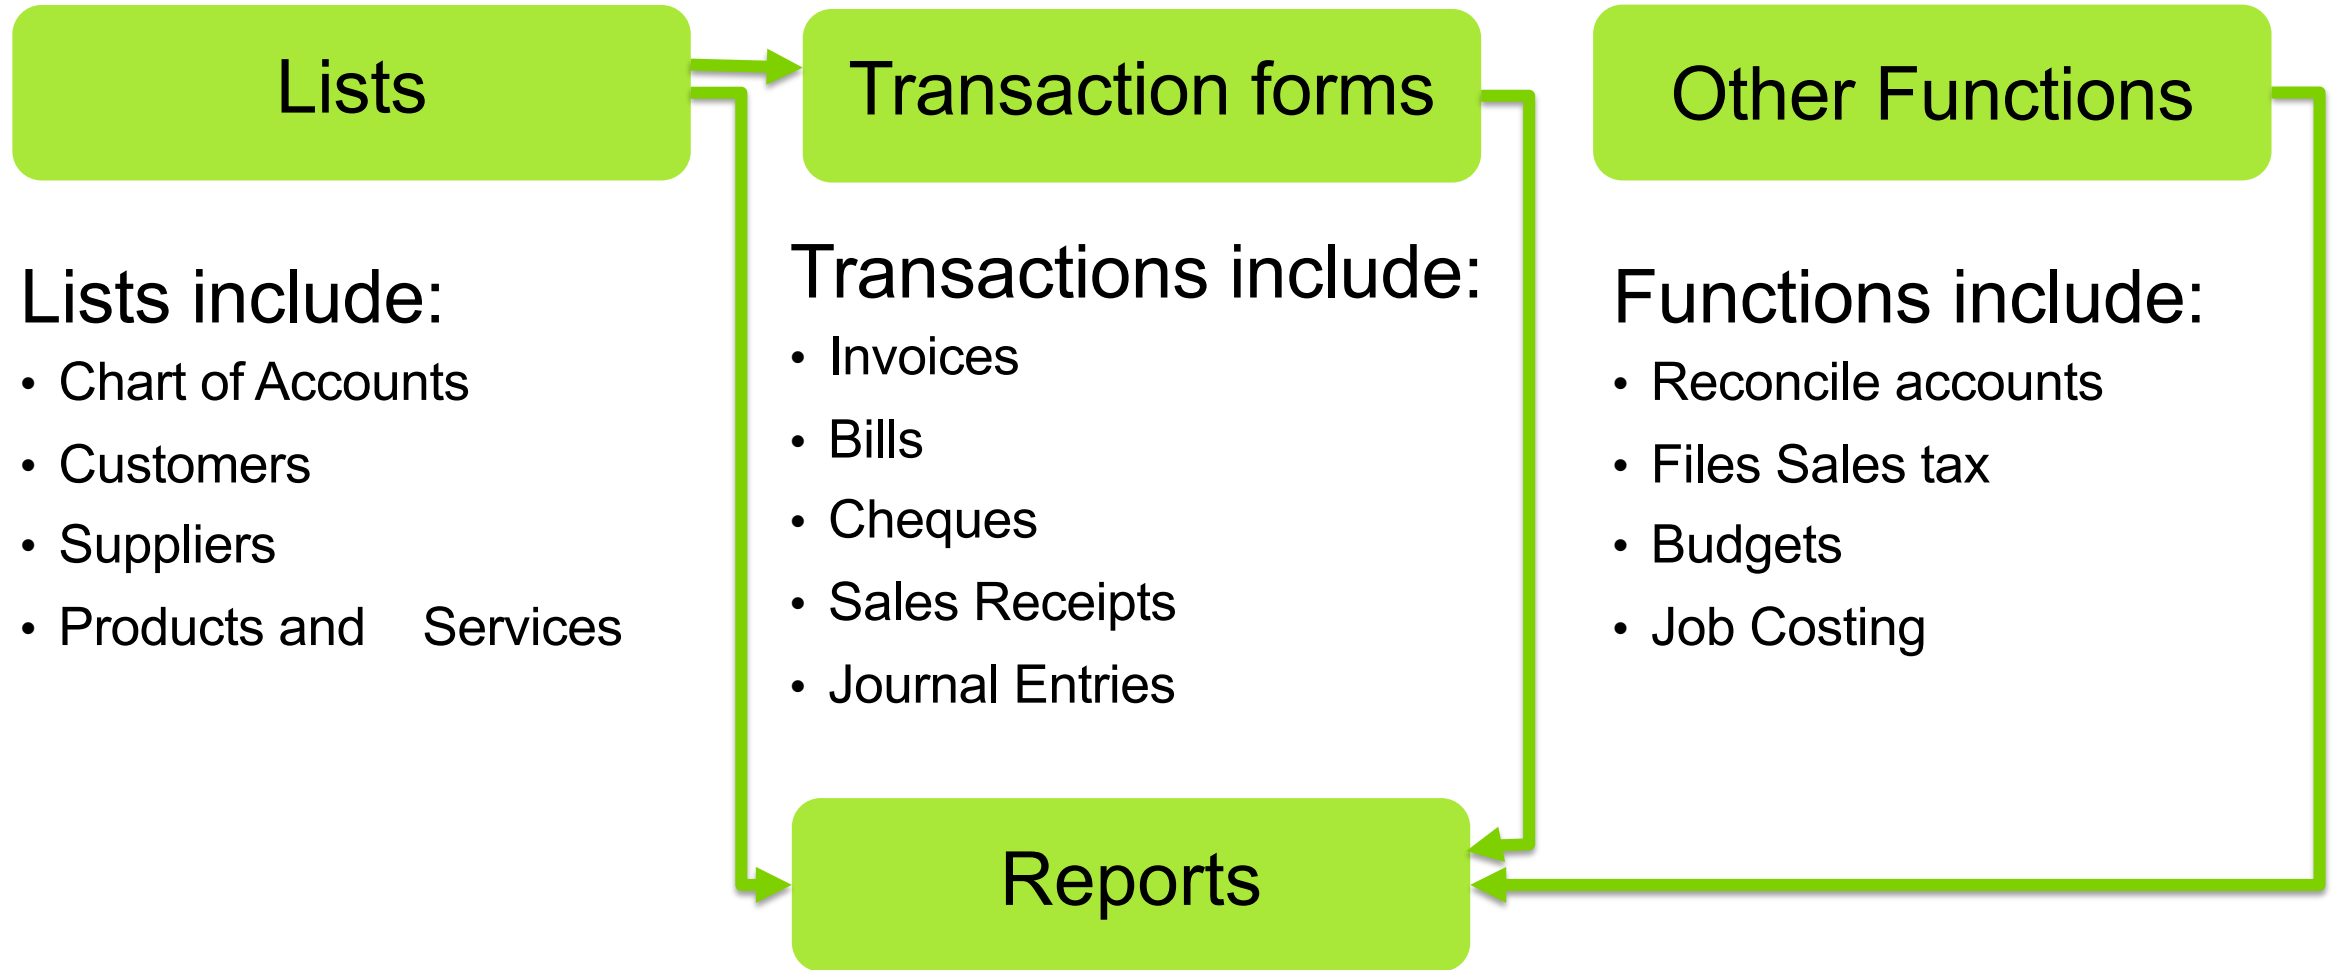 Lists
Transaction forms
Other Functions
Lists include:
• Chart of Accounts
• Customers
• Suppliers
• Products and Services
Transactions include:
• Invoices
• Bills
• Cheques
• Sales Receipts
• Journal Entries
Functions include:
• Reconcile accounts
• Files Sales tax
• Budgets
• Job Costing
Reports